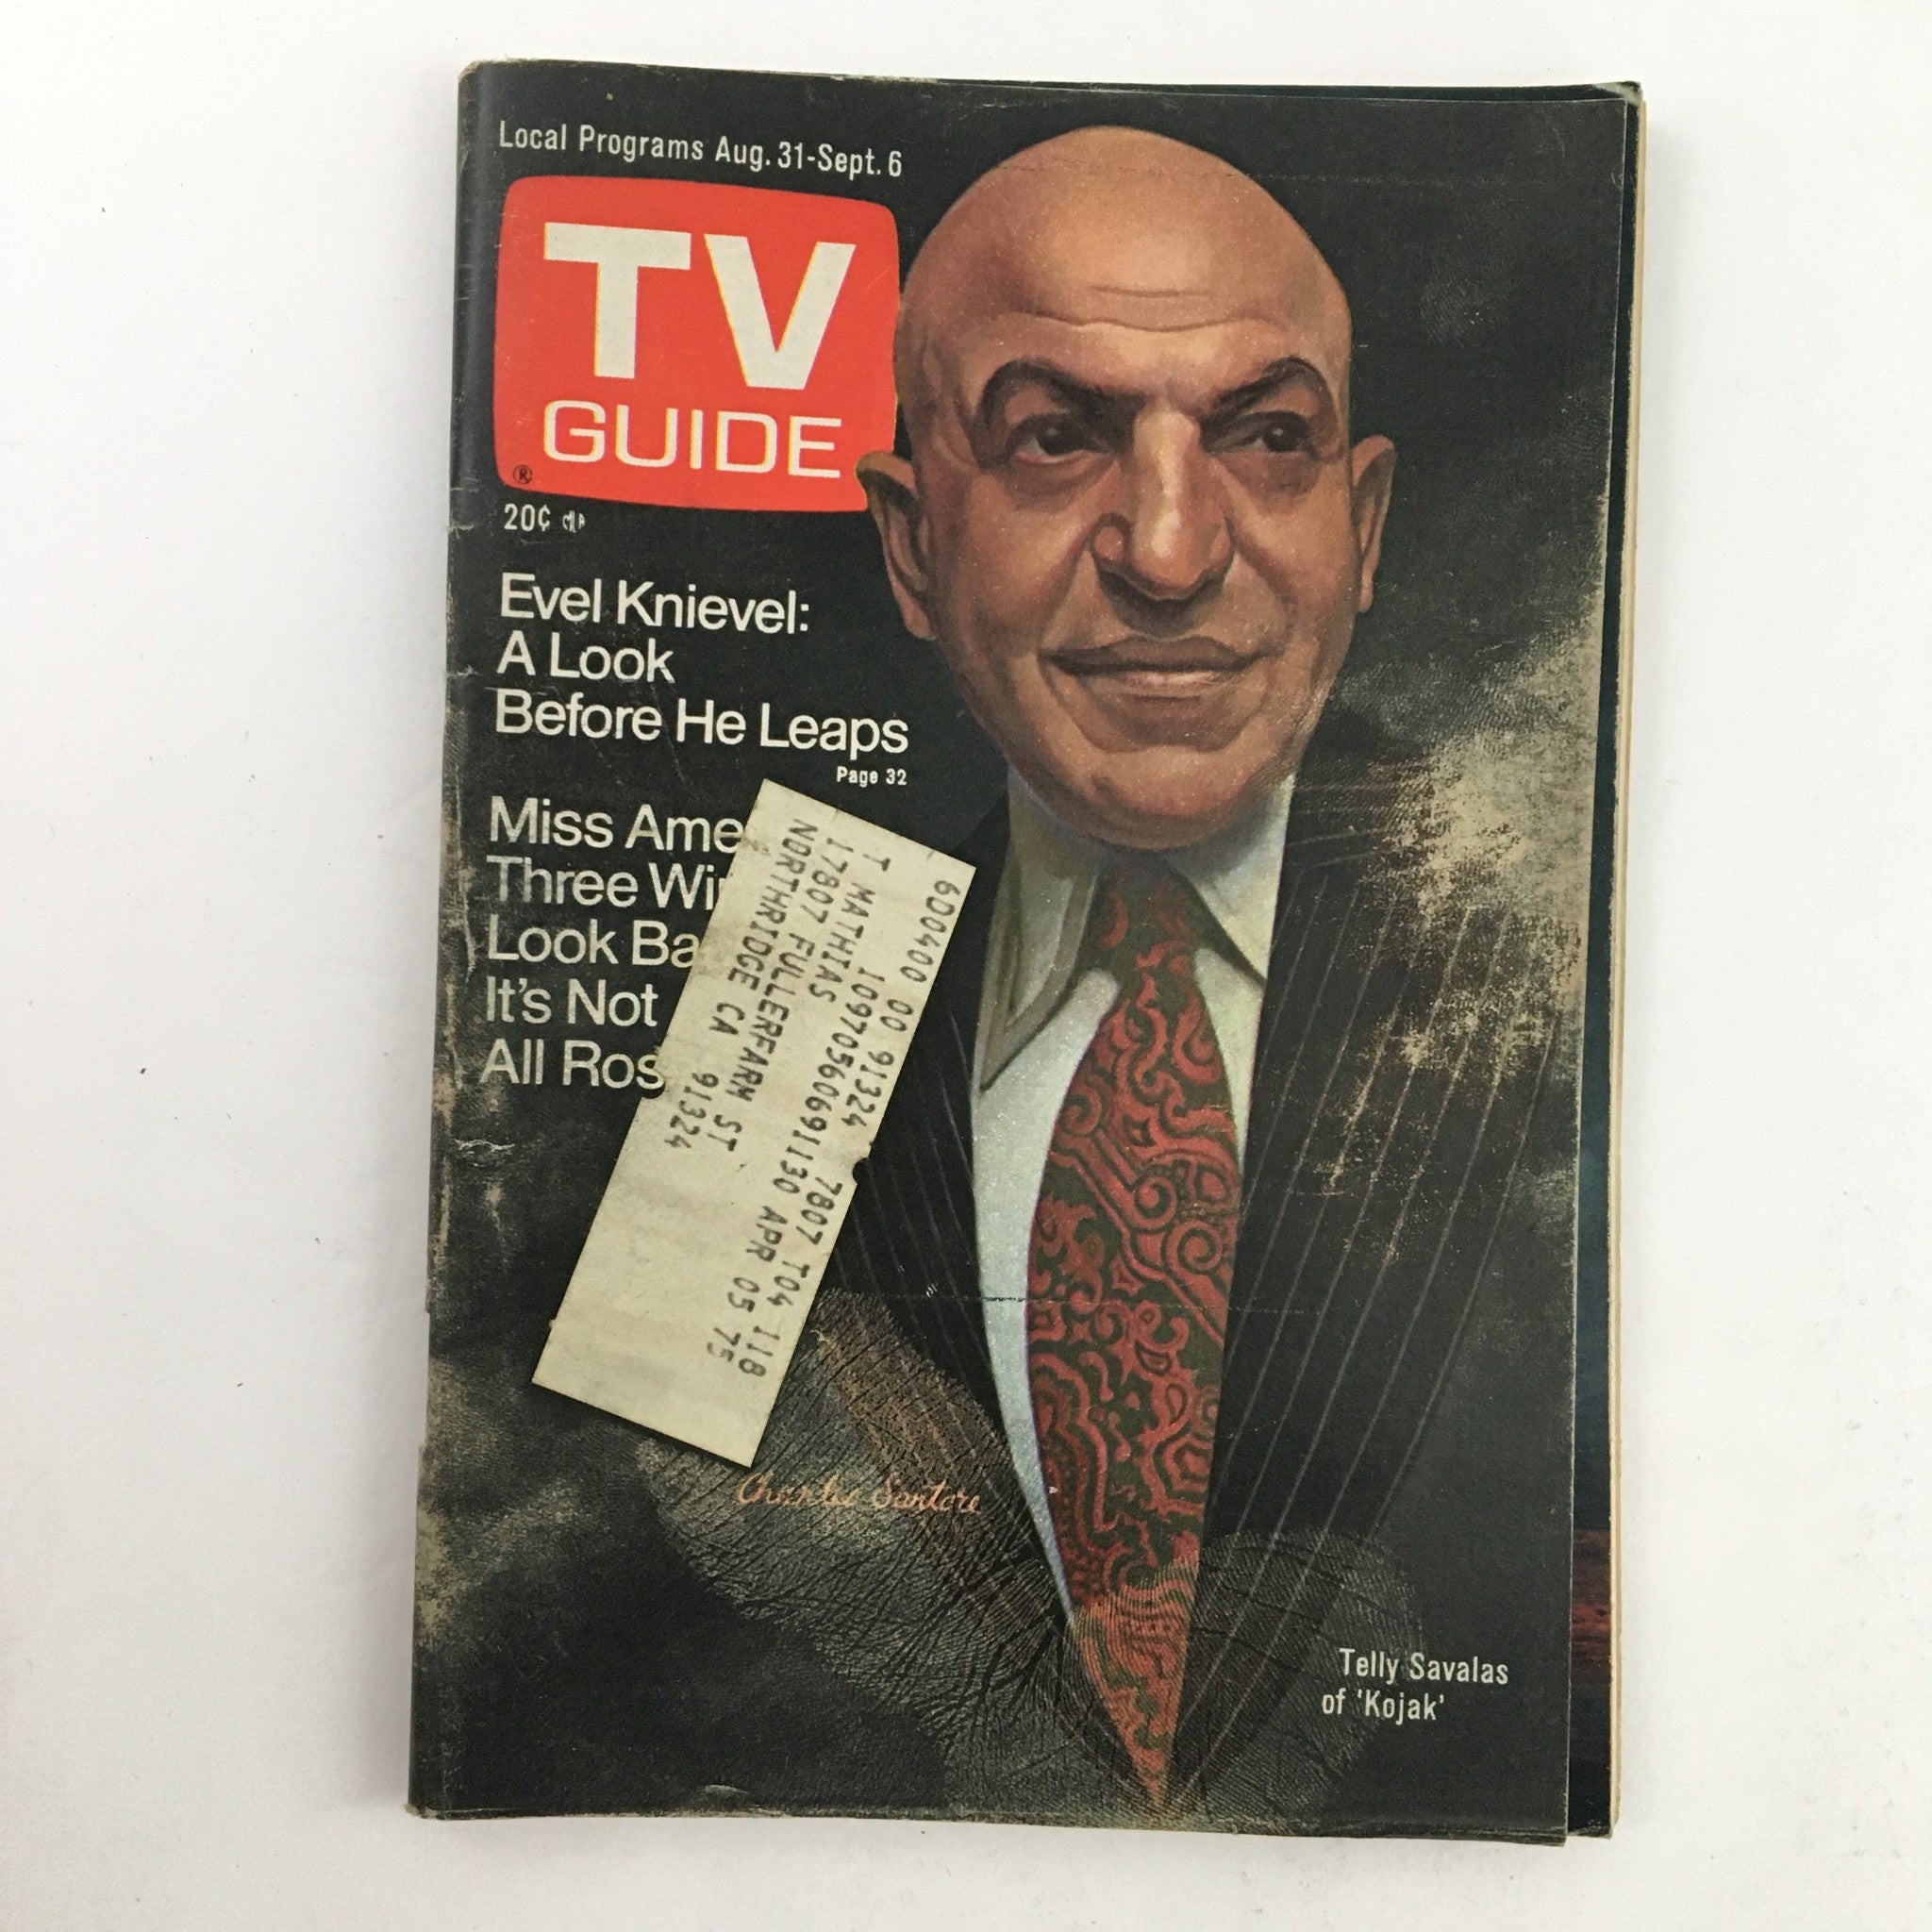 Local Programs Aug. 31-Sept. 6
TV
GUIDE
®
20¢
Evel Knievel:
A Look
Before He Leaps
Page 32
Miss Ame
Three Wi
Look Ba
It's Not
All Ros
6D0400 00 91324 7807 T04 118
T 10970560691130 APR 05 75
MATHIAS
17807 FULLERFARM ST
NORTHRIDGE CA 91324
Charles Santore
Telly Savalas
of 'Kojak'